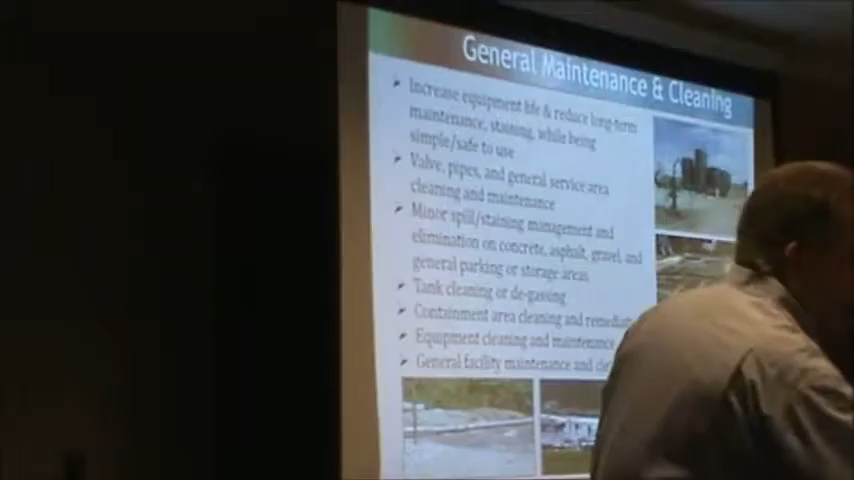 General Maintenance & Cleaning
Increase equipment life & reduce long-term
maintenance, staining, while being
simple/safe to use
Valve, pipes, and general service area
cleaning and maintenance
Minor spill/staining management and
elimination on concrete, asphalt, gravel, and
general parking or storage areas
Tank cleaning or de-gassing
Containment area cleaning and
Equipment cleaning and maintenance
General facility maintenance and